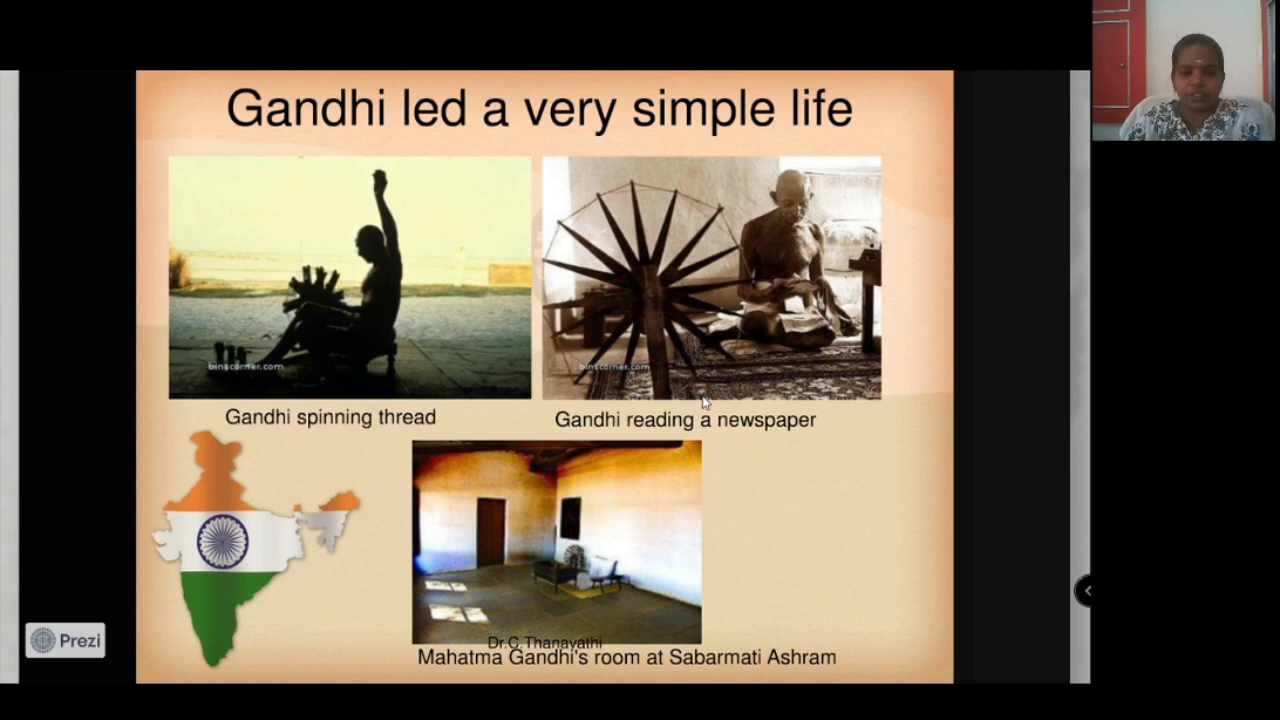 Gandhi led a very simple life
binscorner.com
binscorner.com
Gandhi spinning thread
Gandhi reading a newspaper
Dr.C.Thanavathi
Mahatma Gandhi's room at Sabarmati Ashram
Prezi